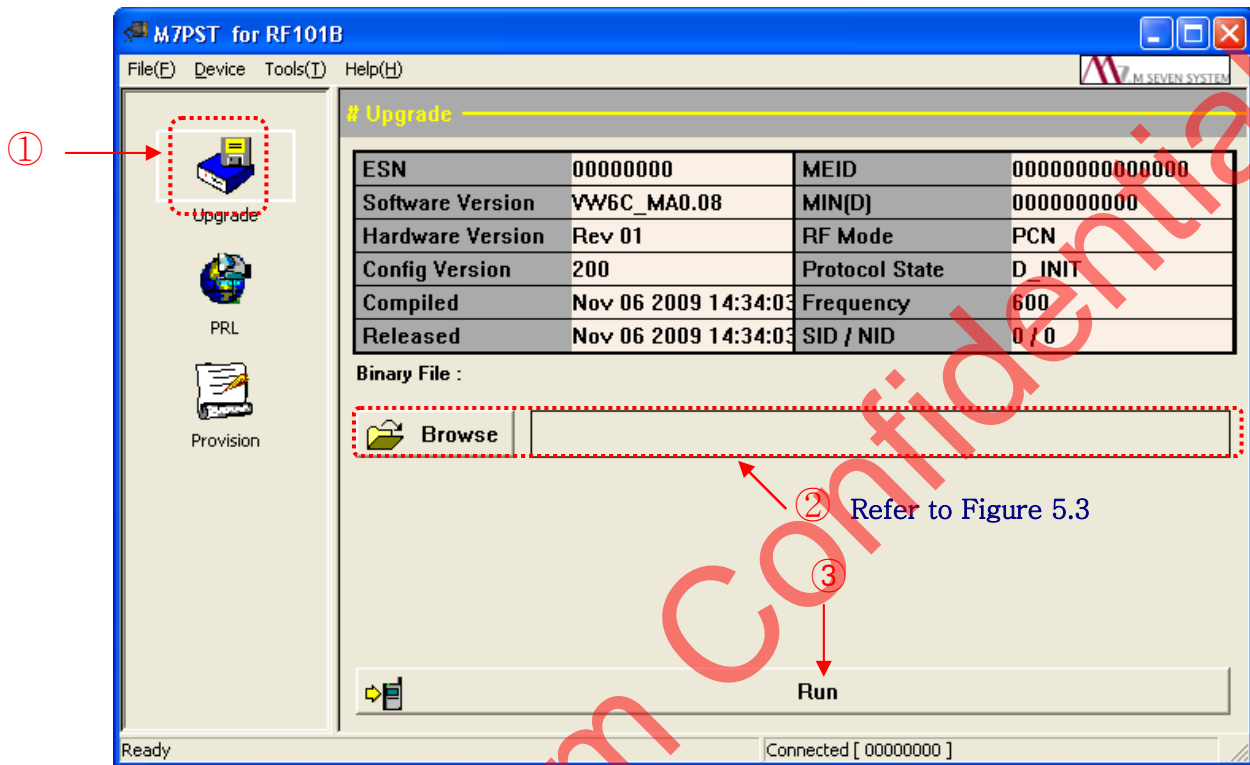 M7PST for RF101B
File(F) Device Tools(T) Help(H)
M7. M SEVEN SYSTEM
①
Upgrade
PRL
Provision
# Upgrade
ESN 00000000 MEID 00000000000000
Software Version VW6C_MA0.08 MIN(D) 0000000000
Hardware Version Rev 01 RF Mode PCN
Config Version 200 Protocol State D_INIT
Compiled Nov 06 2009 14:34:03 Frequency 600
Released Nov 06 2009 14:34:03 SID / NID 0 / 0
Binary File :
Browse
② Refer to Figure 5.3
③
Run
Ready Connected [ 00000000 ]
m Confidential